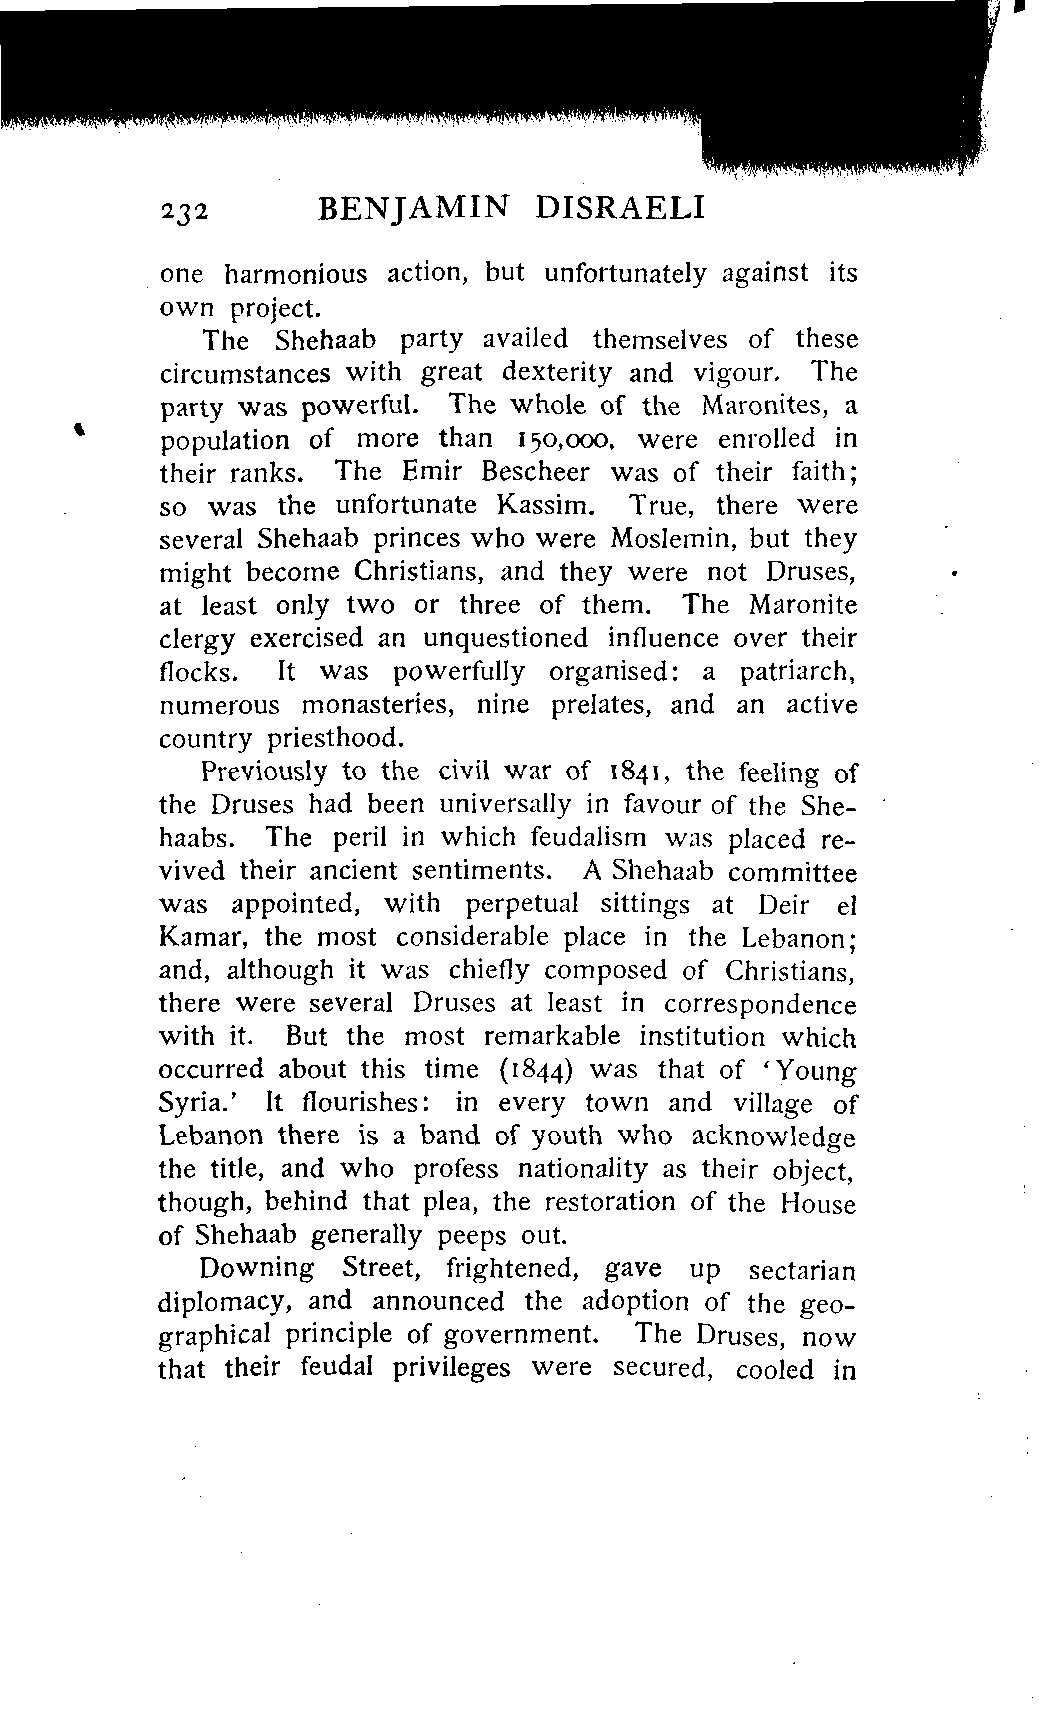 232 BENJAMIN DISRAELI
one harmonious action, but unfortunately against its
own project.
The Shehaab party availed themselves of these
circumstances with great dexterity and vigour. The
party was powerful. The whole of the Maronites, a
population of more than 150,000, were enrolled in
their ranks. The Emir Bescheer was of their faith;
so was the unfortunate Kassim. True, there were
several Shehaab princes who were Moslemin, but they
might become Christians, and they were not Druses,
at least only two or three of them. The Maronite
clergy exercised an unquestioned influence over their
flocks. It was powerfully organised: a patriarch,
numerous monasteries, nine prelates, and an active
country priesthood.
Previously to the civil war of 1841, the feeling of
the Druses had been universally in favour of the She-
haabs. The peril in which feudalism was placed re-
vived their ancient sentiments. A Shehaab committee
was appointed, with perpetual sittings at Deir el
Kamar, the most considerable place in the Lebanon;
and, although it was chiefly composed of Christians,
there were several Druses at least in correspondence
with it. But the most remarkable institution which
occurred about this time (1844) was that of ‘Young
Syria.’ It flourishes: in every town and village of
Lebanon there is a band of youth who acknowledge
the title, and who profess nationality as their object,
though, behind that plea, the restoration of the House
of Shehaab generally peeps out.
Downing Street, frightened, gave up sectarian
diplomacy, and announced the adoption of the geo-
graphical principle of government. The Druses, now
that their feudal privileges were secured, cooled in